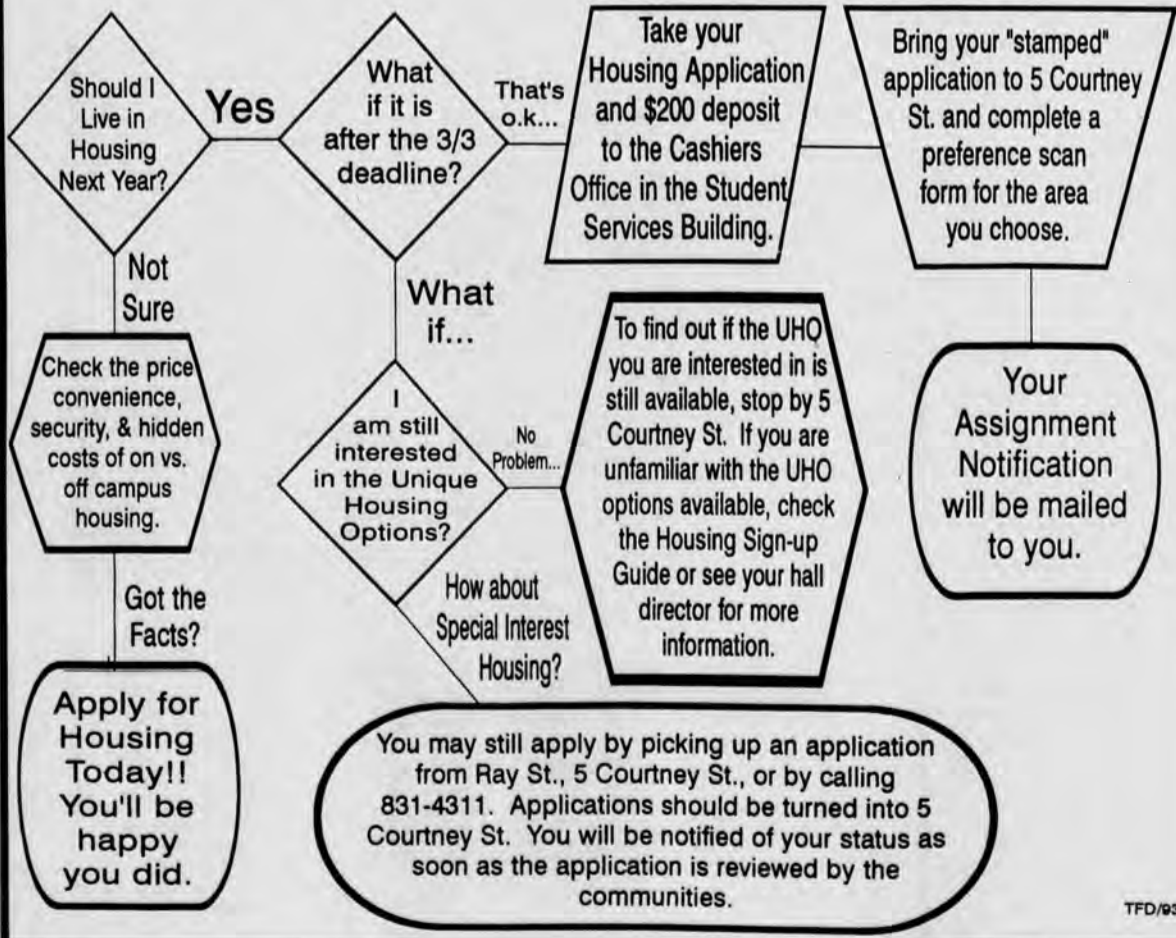 Should I
Live in
Housing
Next Year?
Yes
What
if it is
after the 3/3
deadline?
That's
o.k...
Take your
Housing Application
and $200 deposit
to the Cashiers
Office in the Student
Services Building.
Bring your "stamped"
application to 5 Courtney
St. and complete a
preference scan
form for the area
you choose.
Not
Sure
What
if...
Check the price
convenience,
security, & hidden
costs of on vs.
off campus
housing.
I
am still
interested
in the Unique
Housing
Options?
No
Problem...
To find out if the UHO
you are interested in is
still available, stop by 5
Courtney St. If you are
unfamiliar with the UHO
options available, check
the Housing Sign-up
Guide or see your hall
director for more
information.
Your
Assignment
Notification
will be mailed
to you.
Got the
Facts?
How about
Special Interest
Housing?
Apply for
Housing
Today!!
You'll be
happy
you did.
You may still apply by picking up an application
from Ray St., 5 Courtney St., or by calling
831-4311. Applications should be turned into 5
Courtney St. You will be notified of your status as
soon as the application is reviewed by the
communities.
TFD/93